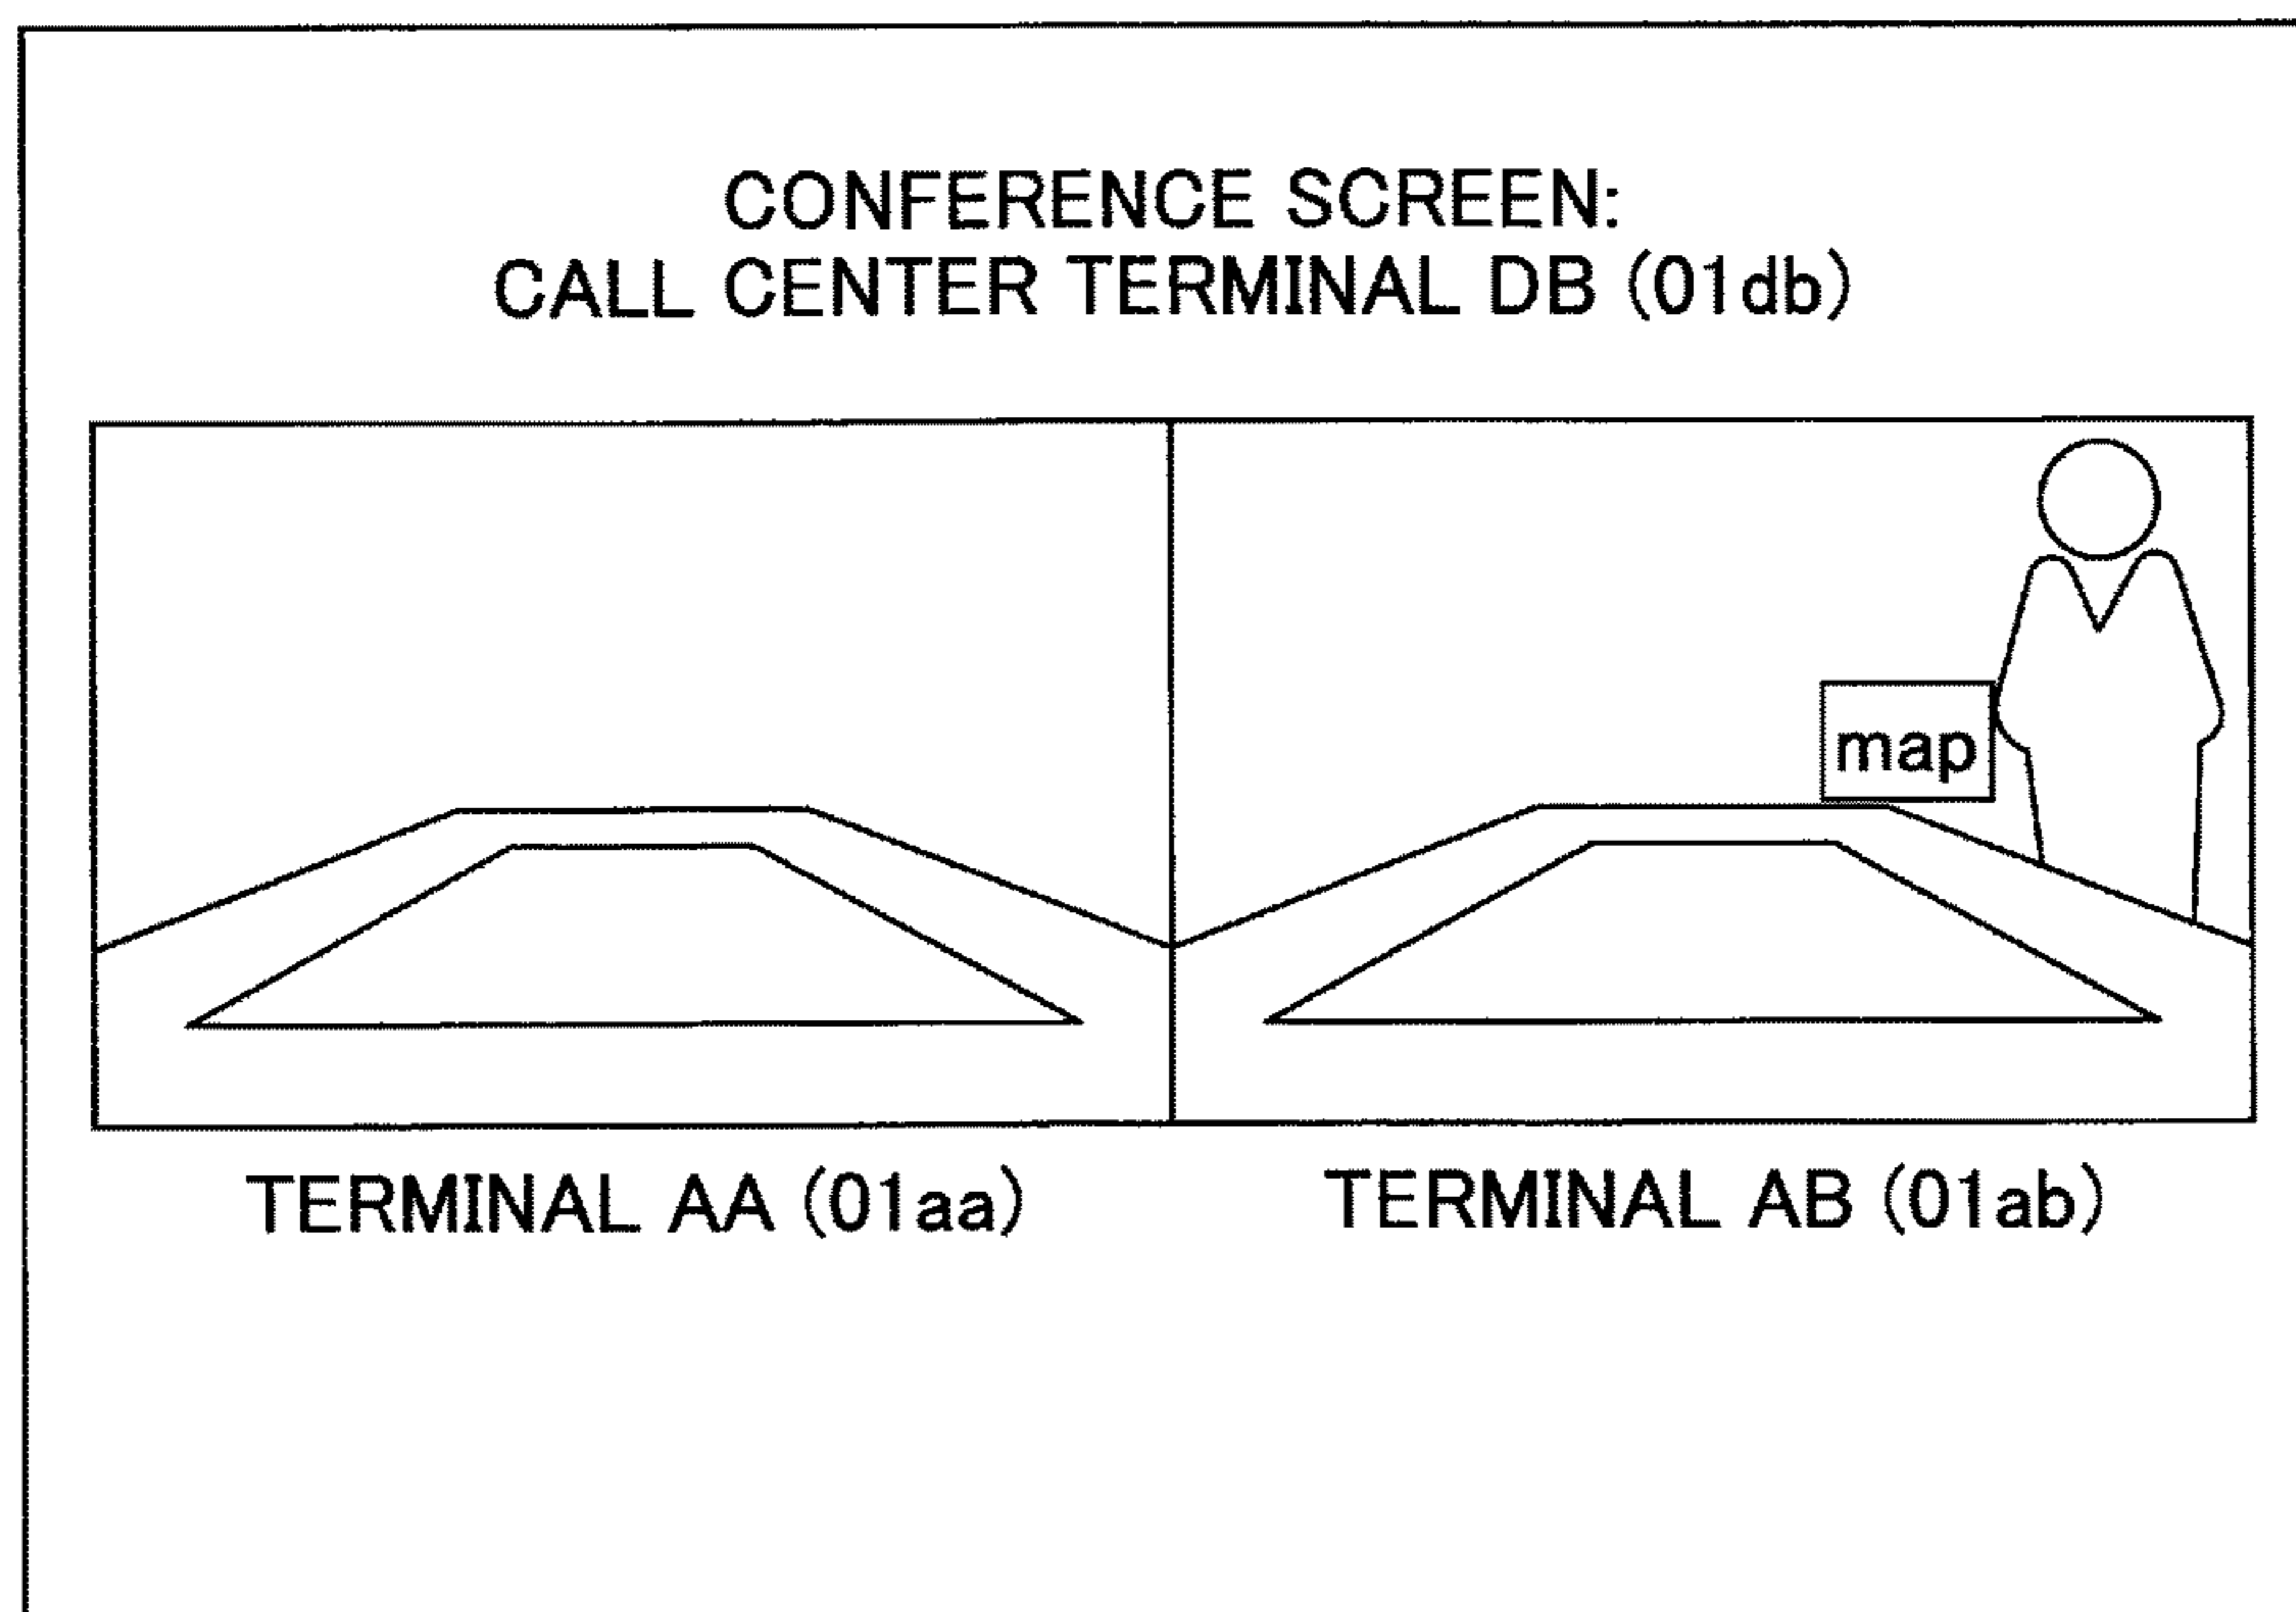 CONFERENCE SCREEN:
CALL CENTER TERMINAL DB (01db)
map
TERMINAL AA (01aa)
TERMINAL AB (01ab)